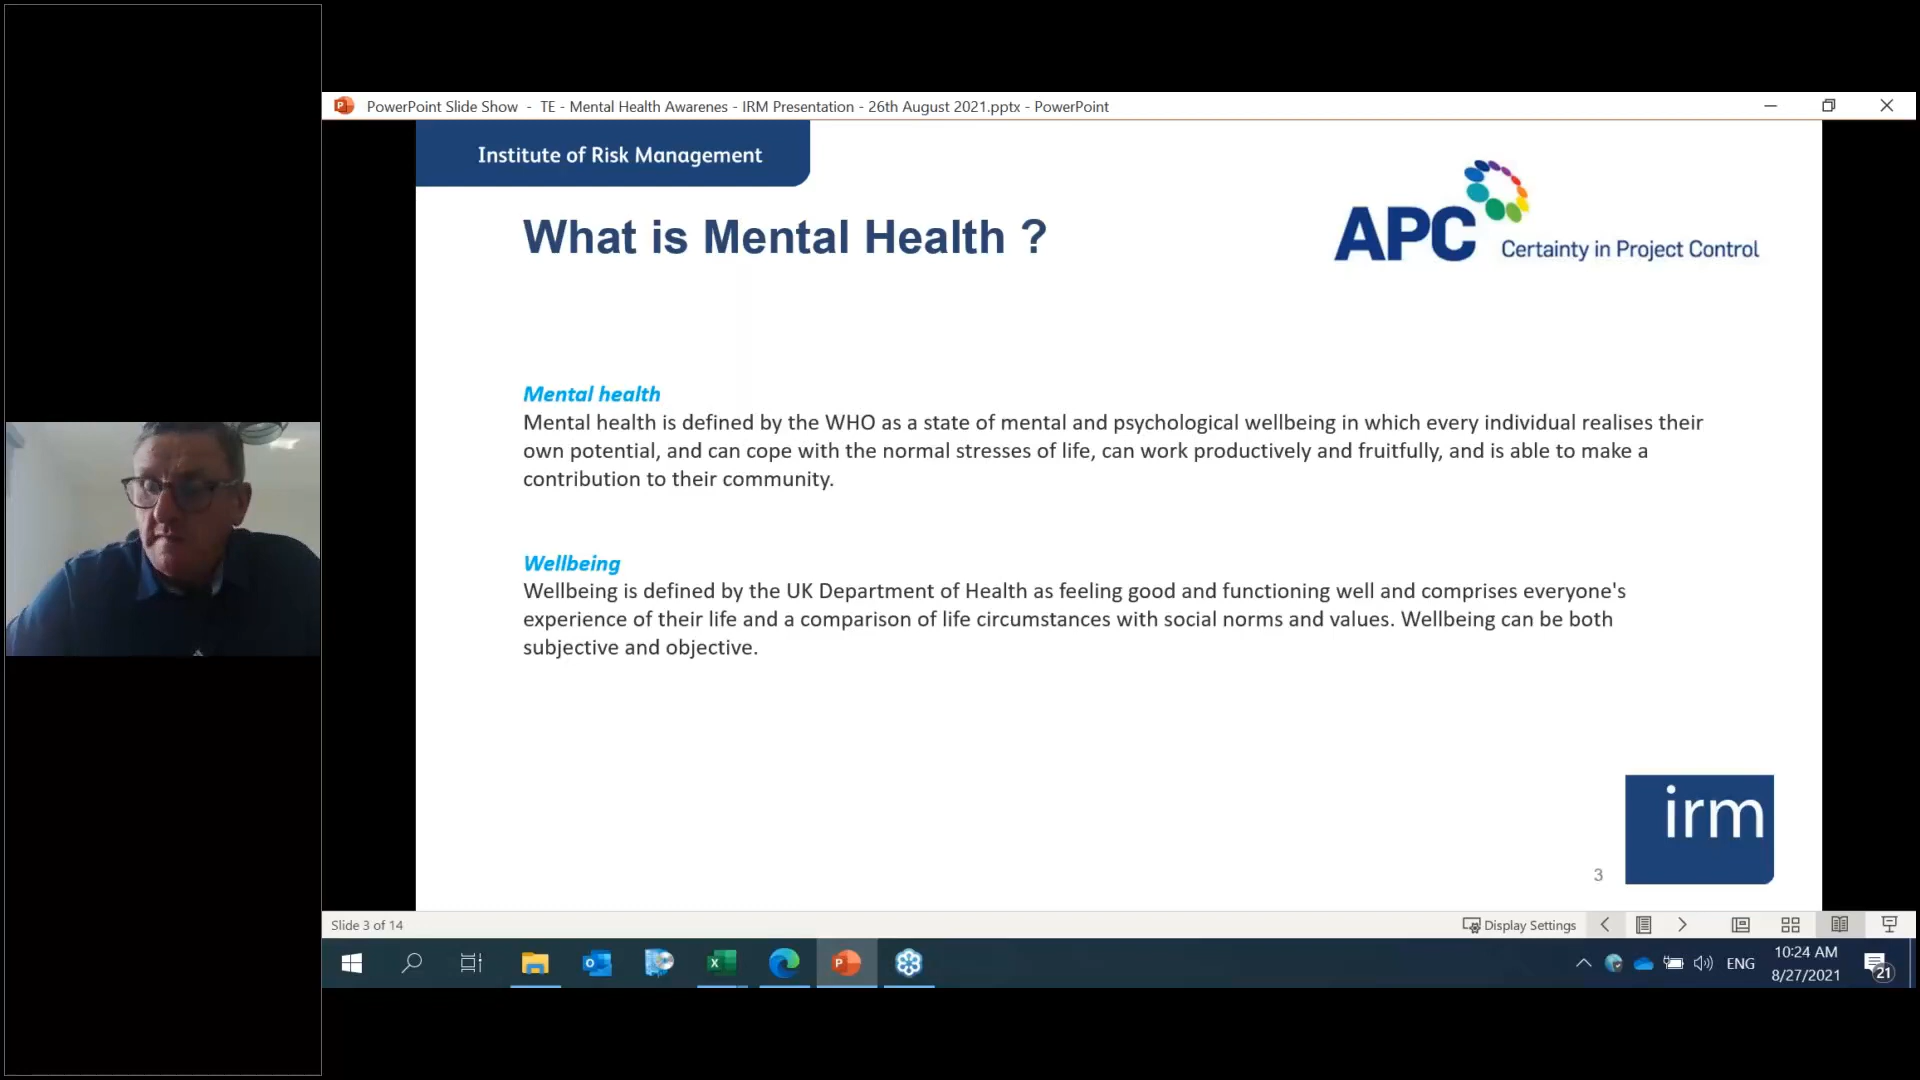 PowerPoint Slide Show - TE - Mental Health Awarenes - IRM Presentation - 26th August 2021.pptx - PowerPoint
Institute of Risk Management
What is Mental Health ?
APC
Certainty in Project Control
Mental health
Mental health is defined by the WHO as a state of mental and psychological wellbeing in which every individual realises their
own potential, and can cope with the normal stresses of life, can work productively and fruitfully, and is able to make a
contribution to their community.
Wellbeing
Wellbeing is defined by the UK Department of Health as feeling good and functioning well and comprises everyone's
experience of their life and a comparison of life circumstances with social norms and values. Wellbeing can be both
subjective and objective.
irm
3
Slide 3 of 14
Display Settings
ENG
10:24 AM
8/27/2021
21